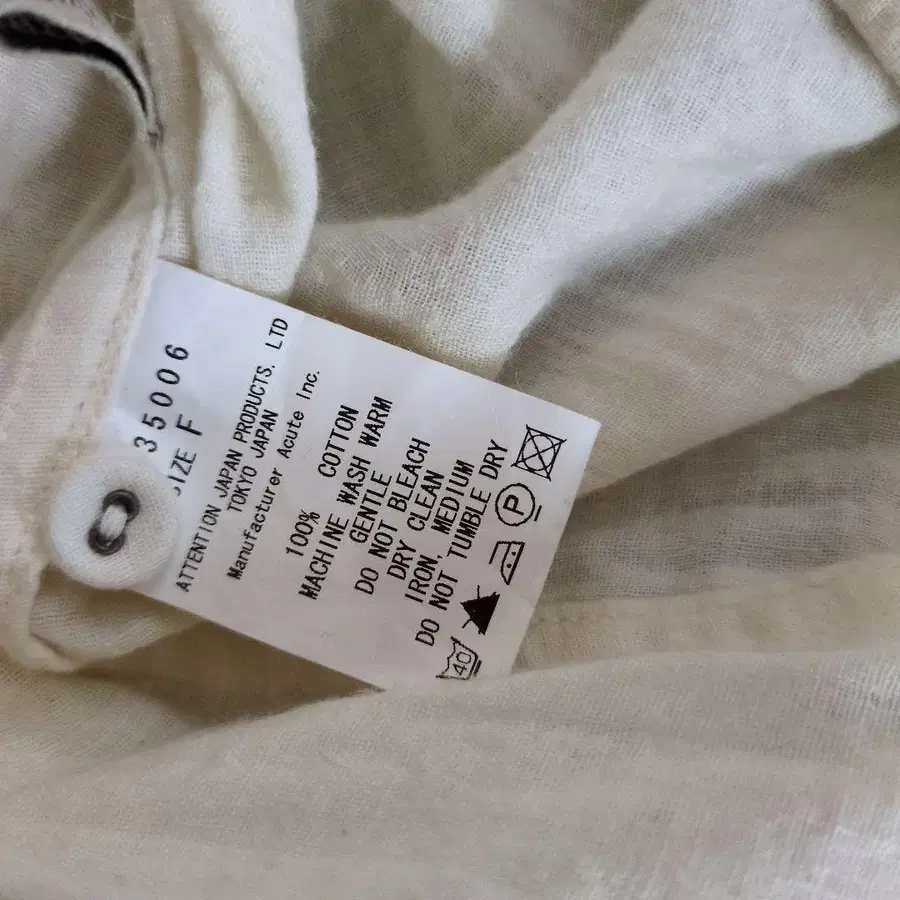 35006
SIZE F
ATTENTION JAPAN PRODUCTS. LTD
TOKYO JAPAN
Manufacturer Acute Inc.
100% COTTON
MACHINE WASH WARM
GENTLE
DO NOT BLEACH
DRY CLEAN
IRON, MEDIUM
DO NOT TUMBLE DRY
40
P